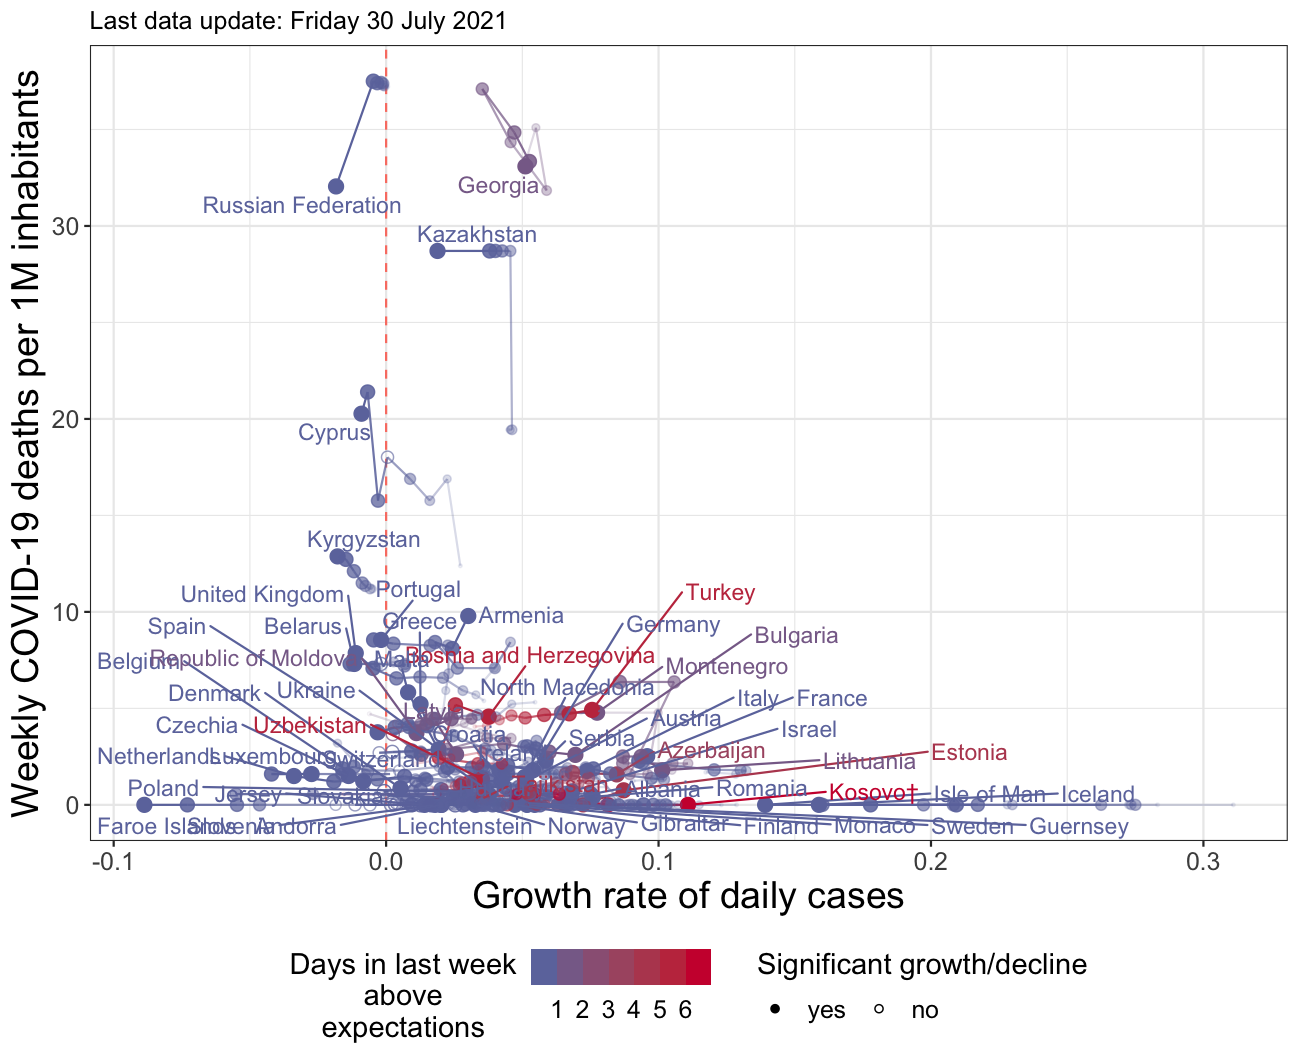 Last data update: Friday 30 July 2021
Weekly COVID-19 deaths per 1M inhabitants
30
20
10
0
Russian Federation
Georgia
Kazakhstan
Cyprus
Kyrgyzstan
United Kingdom
Portugal
Turkey
Spain
Belarus
Greece
Armenia
Germany
Bulgaria
Belgium
Republic of Moldova
Malta
Bosnia and Herzegovina
Montenegro
Denmark
Ukraine
North Macedonia
Italy
France
Czechia
Uzbekistan
Latvia
Croatia
Austria
Serbia
Israel
Netherlands
Luxembourg
Switzerland
Ireland
Azerbaijan
Lithuania
Estonia
Poland
Jersey
Slovakia
Tajikistan
Albania
Romania
Kosovo†
Isle of Man
Iceland
Faroe Islands
Slovenia
Andorra
Liechtenstein
Norway
Gibraltar
Finland
Monaco
Sweden
Guernsey
-0.1
0.0
0.1
0.2
0.3
Growth rate of daily cases
Days in last week
above
expectations
1 2 3 4 5 6
Significant growth/decline
yes
no